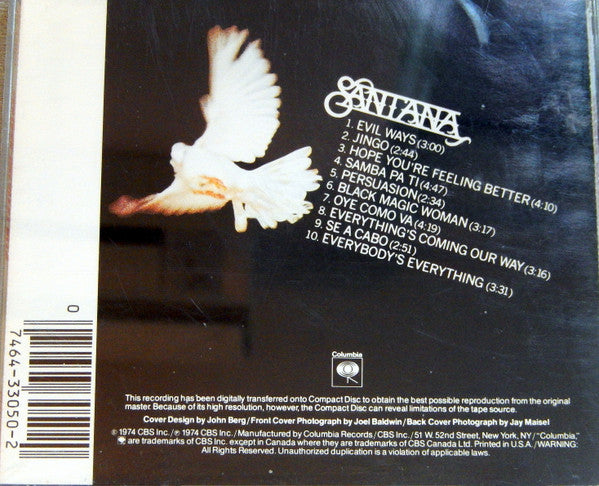 SANTANA
1. EVIL WAYS (3:00)
2. JINGO (2:44)
3. HOPE YOU'RE FEELING BETTER (4:10)
4. SAMBA PA TI (4:47)
5. PERSUASION (2:34)
6. BLACK MAGIC WOMAN (3:17)
7. OYE COMO VA (4:19)
8. EVERYTHING'S COMING OUR WAY (3:16)
9. SE A CABO (2:51)
10. EVERYBODY'S EVERYTHING (3:31)
0
7464-33050-2
Columbia
This recording has been digitally transferred onto Compact Disc to obtain the best possible reproduction from the original
master. Because of its high resolution, however, the Compact Disc can reveal limitations of the tape source.
Cover Design by John Berg/Front Cover Photograph by Joel Baldwin/Back Cover Photograph by Jay Maisel
℗ 1974 CBS Inc./℗ 1974 CBS Inc./Manufactured by Columbia Records/CBS Inc./51 W. 52nd Street, New York, NY/"Columbia,"
are trademarks of CBS Inc. except in Canada where they are trademarks of CBS Canada Ltd. Printed in U.S.A./WARNING:
All Rights Reserved. Unauthorized duplication is a violation of applicable laws.